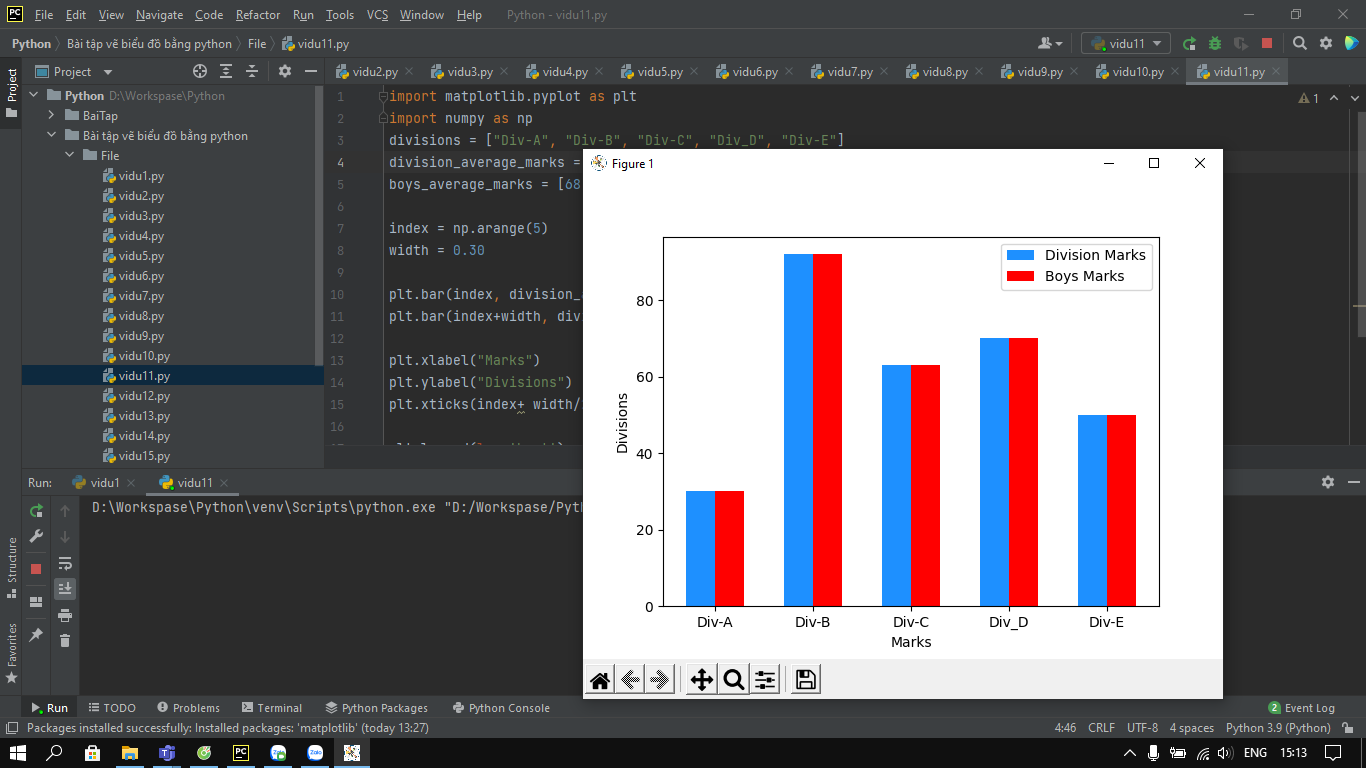 PC File Edit View Navigate Code Refactor Run Tools VCS Window Help Python - vidu11.py
Python Bài tập vẽ biểu đồ bằng python File vidu11.py vidu11
Project
Structure
Favorites
Project
vidu2.py vidu3.py vidu4.py vidu5.py vidu6.py vidu7.py vidu8.py vidu9.py vidu10.py vidu11.py
Python D:\Workspase\Python
BaiTap
Bài tập vẽ biểu đồ bằng python
File
vidu1.py
vidu2.py
vidu3.py
vidu4.py
vidu5.py
vidu6.py
vidu7.py
vidu8.py
vidu9.py
vidu10.py
vidu11.py
vidu12.py
vidu13.py
vidu14.py
vidu15.py
1 import matplotlib.pyplot as plt
1
2 import numpy as np
3 divisions = ["Div-A", "Div-B", "Div-C", "Div_D", "Div-E"]
4 division_average_marks =
5 boys_average_marks = [68
6
7 index = np.arange(5)
8 width = 0.30
9
10 plt.bar(index, division_
11 plt.bar(index+width, divi
12
13 plt.xlabel("Marks")
14 plt.ylabel("Divisions")
15 plt.xticks(index+ width/
16
Figure 1
Division Marks
Boys Marks
80
60
40
20
0
Divisions
Div-A Div-B Div-C Div_D Div-E
Marks
Run: vidu1 vidu11
D:\Workspase\Python\venv\Scripts\python.exe "D:/Workspase/Pyth
Run TODO Problems Terminal Python Packages Python Console 2 Event Log
Packages installed successfully: Installed packages: 'matplotlib' (today 13:27) 4:46 CRLF UTF-8 4 spaces Python 3.9 (Python)
PC Zalo Zalo ENG 15:13